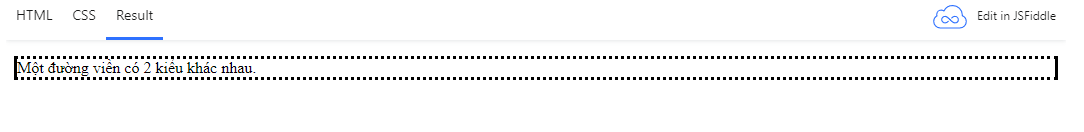 HTML CSS Result Edit in JSFiddle
Một đường viền có 2 kiểu khác nhau.